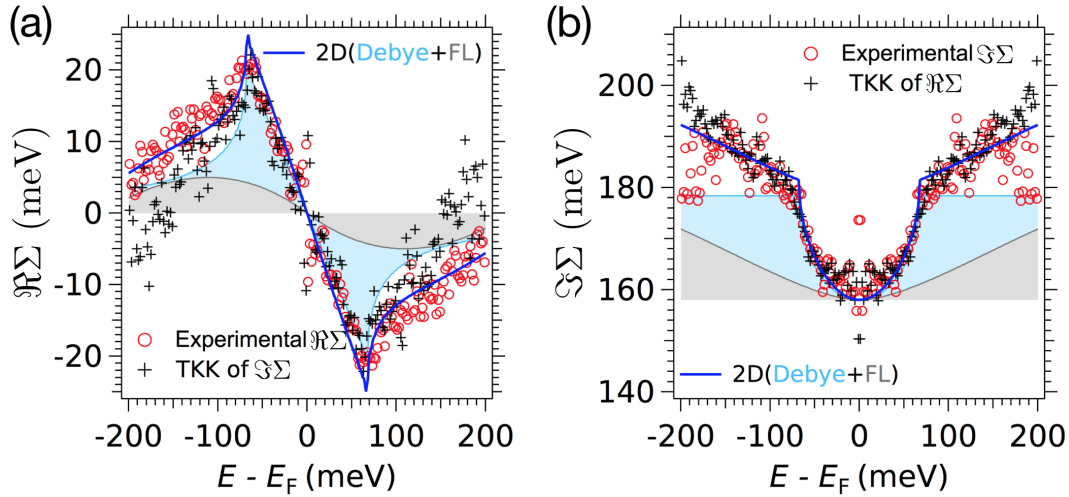 (a)
2D(Debye+FL)
20
10
0
-10
-20
ℜΣ (meV)
Experimental ℜΣ
TKK of ℑΣ
-200 -100 0 100 200
E - E_F (meV)
(b)
Experimental ℑΣ
TKK of ℜΣ
200
180
160
140
ℑΣ (meV)
2D(Debye+FL)
-200 -100 0 100 200
E - E_F (meV)